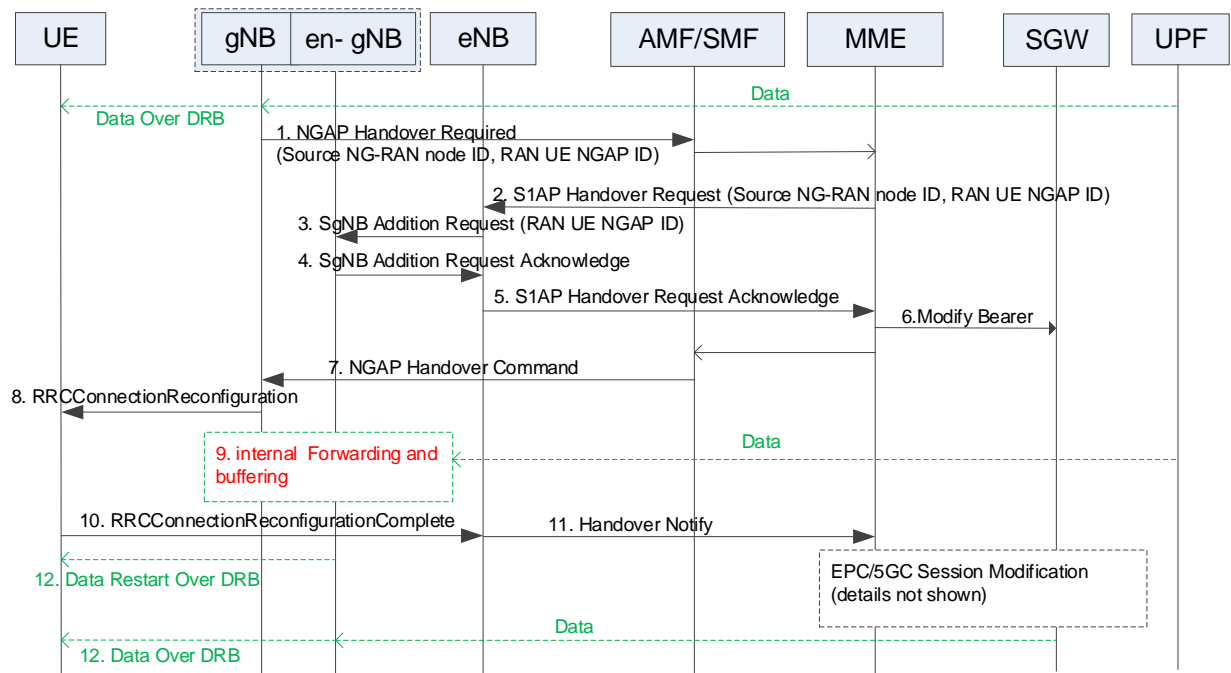 UE
gNB
en- gNB
eNB
AMF/SMF
MME
SGW
UPF
Data
Data Over DRB
1. NGAP Handover Required
(Source NG-RAN node ID, RAN UE NGAP ID)
2. S1AP Handover Request (Source NG-RAN node ID, RAN UE NGAP ID)
3. SgNB Addition Request (RAN UE NGAP ID)
4. SgNB Addition Request Acknowledge
5. S1AP Handover Request Acknowledge
6.Modify Bearer
7. NGAP Handover Command
8. RRCConnectionReconfiguration
9. internal Forwarding and
buffering
Data
10. RRCConnectionReconfigurationComplete
11. Handover Notify
12. Data Restart Over DRB
EPC/5GC Session Modification
(details not shown)
Data
12. Data Over DRB